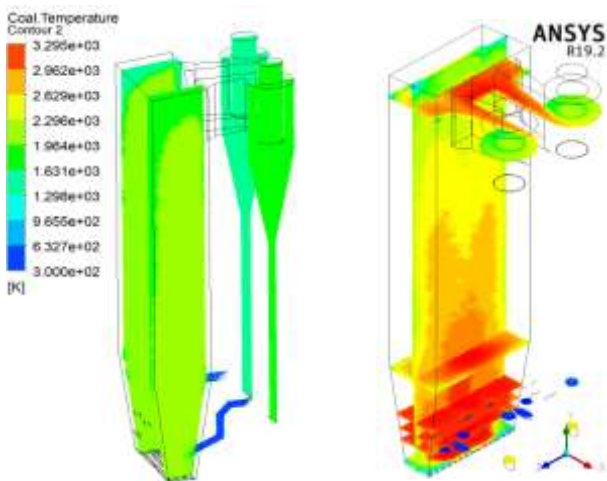 Coal.Temperature
Contour 2
3.295e+03
2.962e+03
2.629e+03
2.296e+03
1.964e+03
1.631e+03
1.298e+03
9.655e+02
6.327e+02
3.000e+02
[K]
ANSYS
R19.2